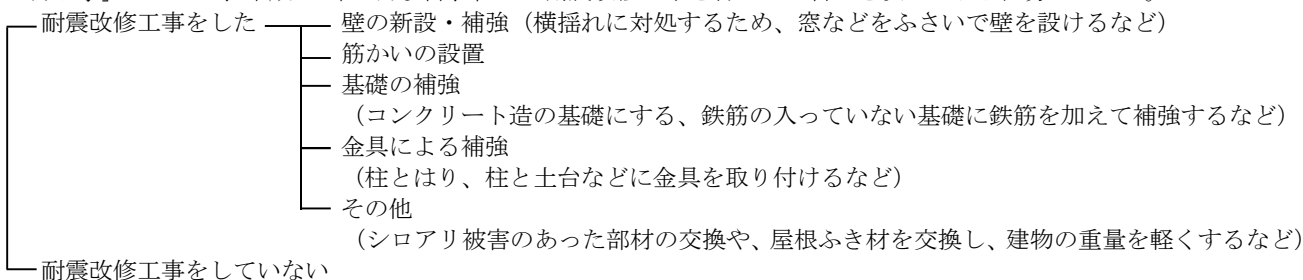 耐震改修工事をした 壁の新設・補強（横揺れに対処するため、窓などをふさいで壁を設けるなど）
筋かいの設置
基礎の補強
（コンクリート造の基礎にする、鉄筋の入っていない基礎に鉄筋を加えて補強するなど）
金具による補強
（柱とはり、柱と土台などに金具を取り付けるなど）
その他
（シロアリ被害のあった部材の交換や、屋根ふき材を交換し、建物の重量を軽くするなど）
耐震改修工事をしていない